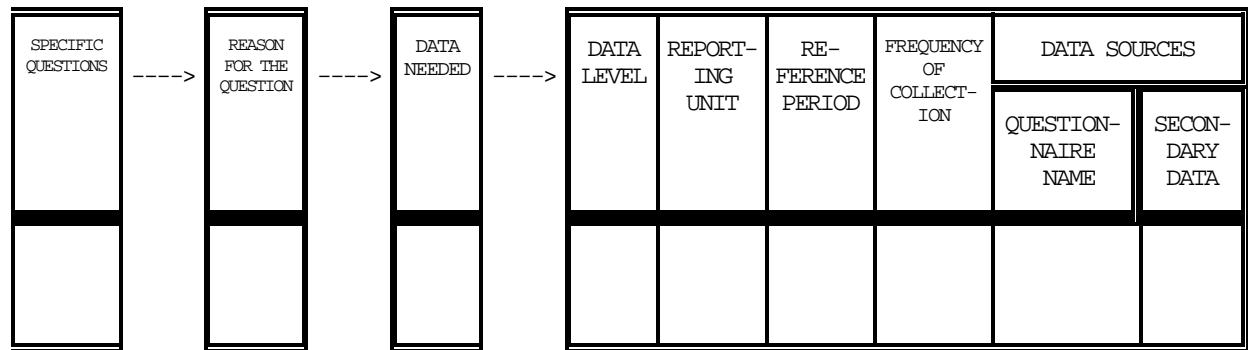 SPECIFIC
QUESTIONS
---->
REASON
FOR THE
QUESTION
---->
DATA
NEEDED
---->
DATA
LEVEL
REPORT-
ING
UNIT
RE-
FERENCE
PERIOD
FREQUENCY
OF
COLLECT-
ION
DATA SOURCES
QUESTION-
NAIRE
NAME
SECON-
DARY
DATA